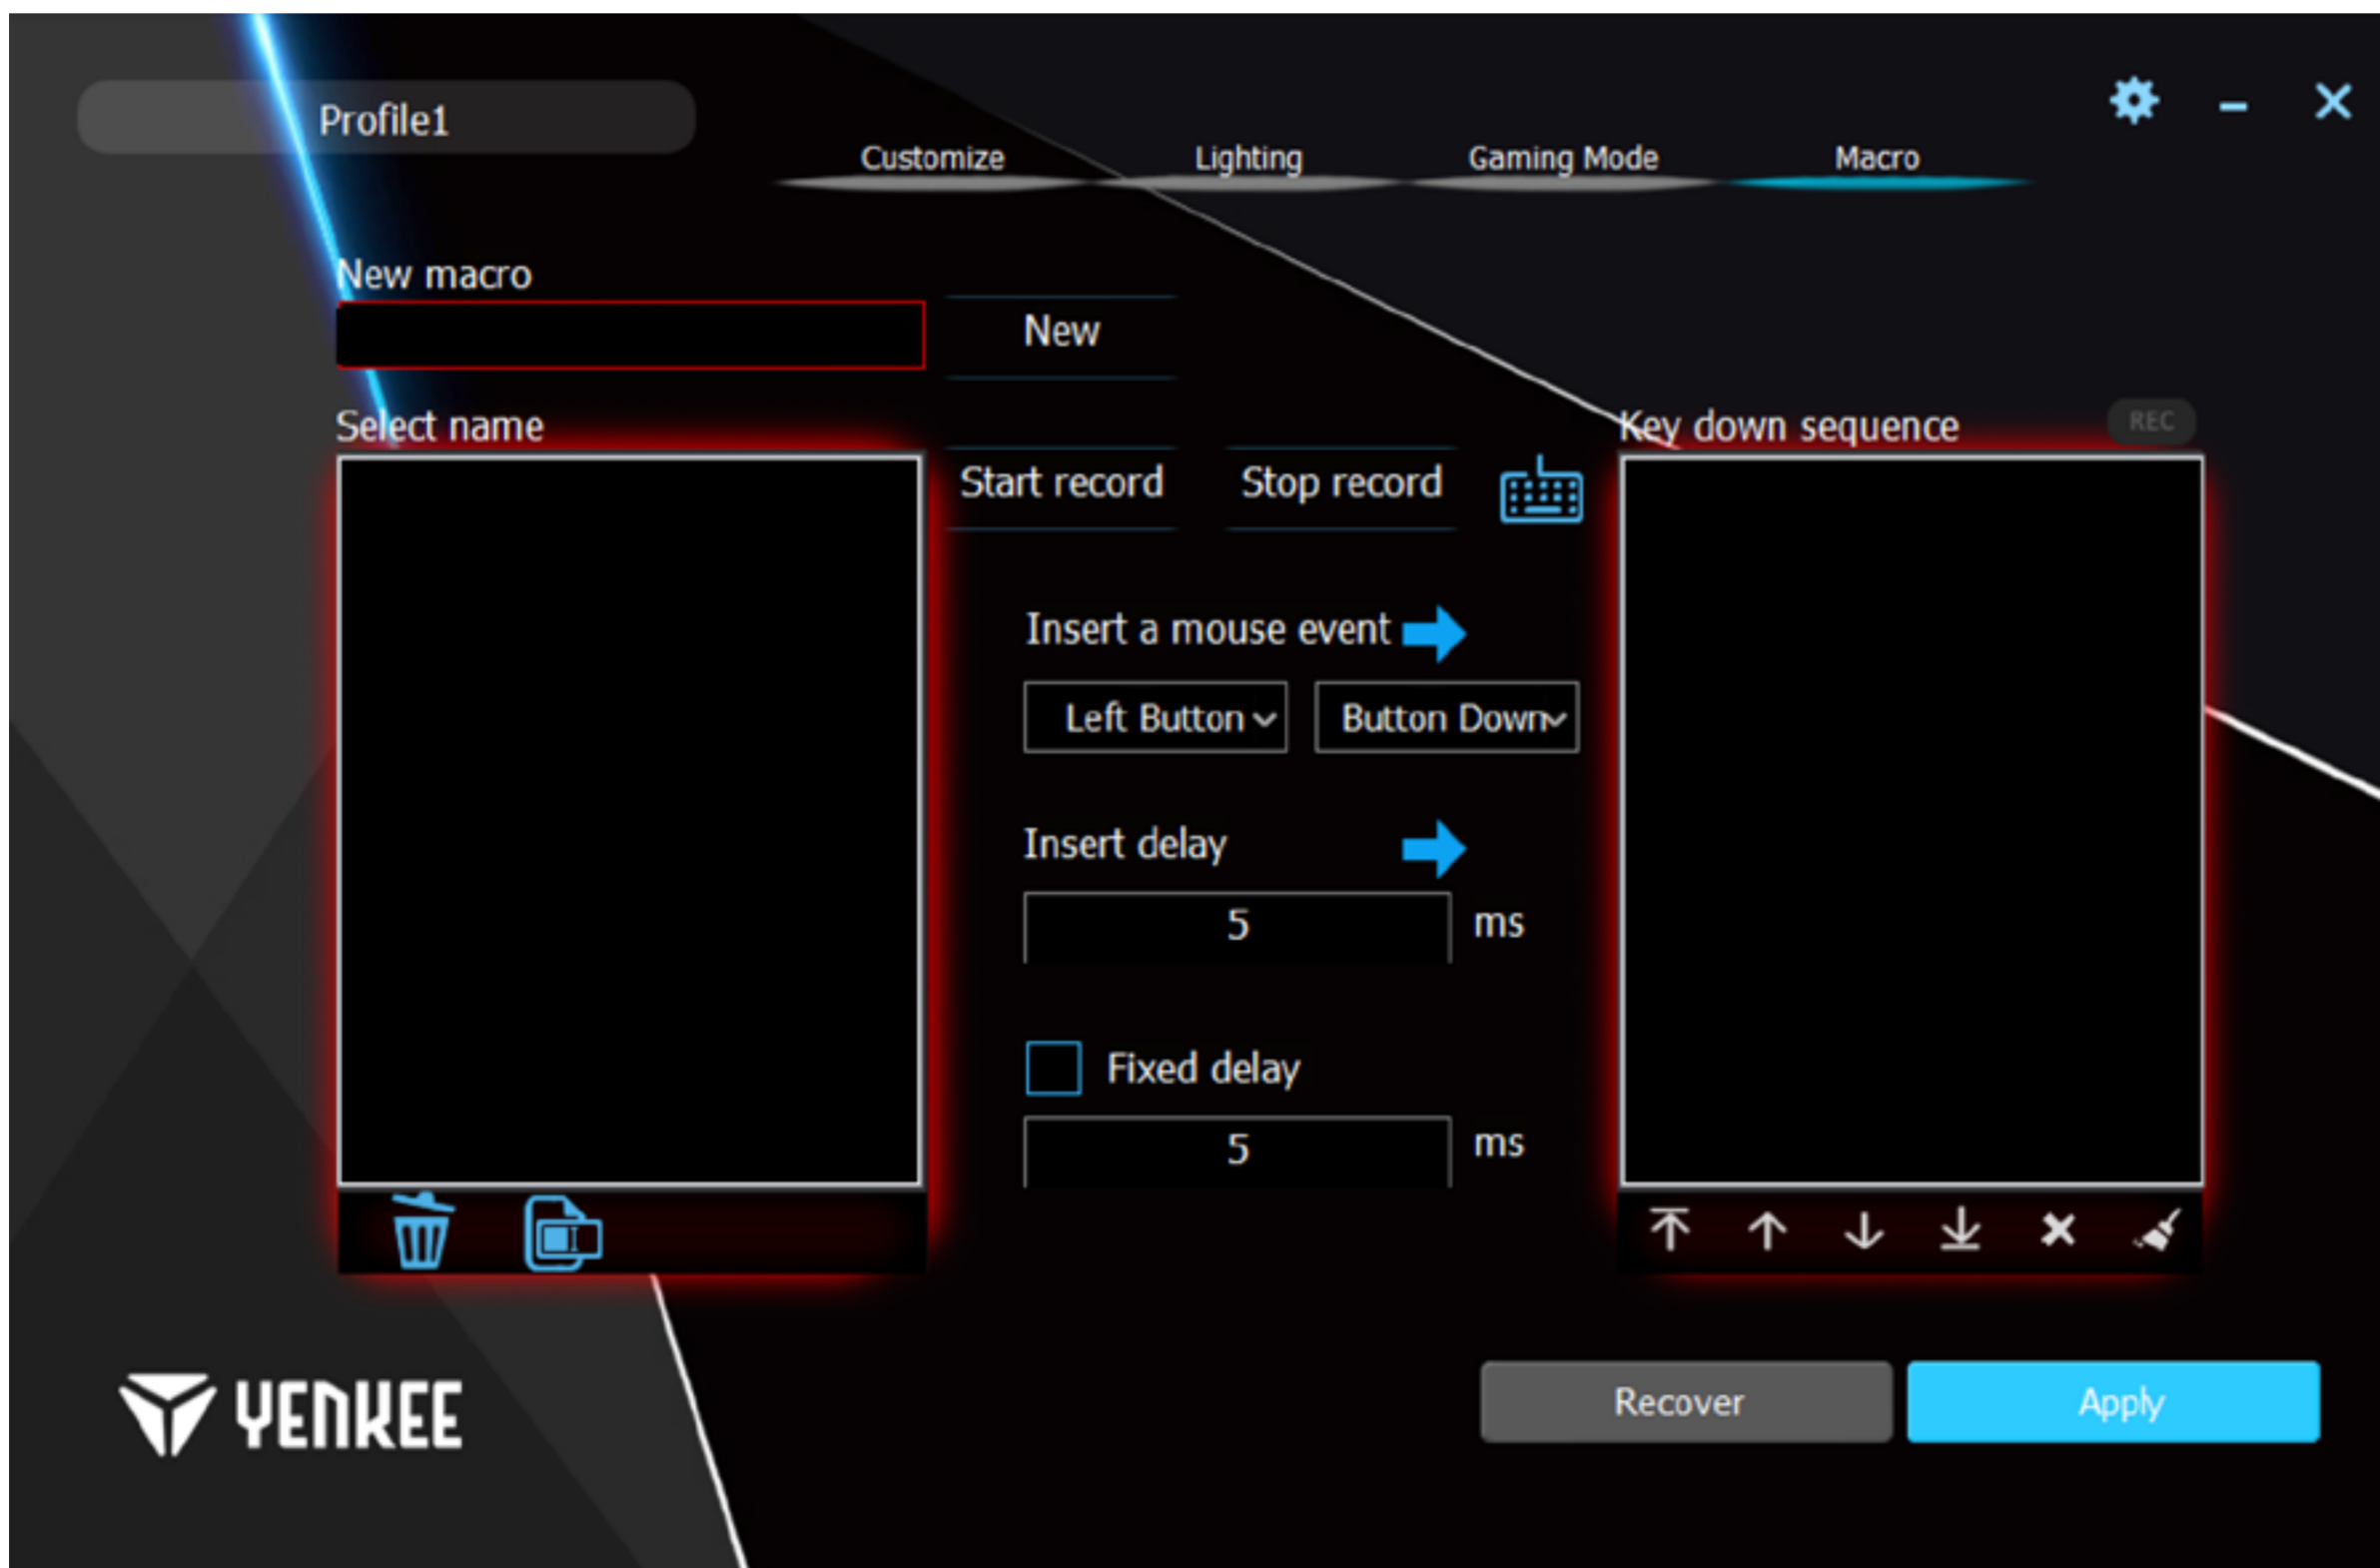 Profile1
Customize
Lighting
Gaming Mode
Macro
New macro
New
Select name
Start record
Stop record
Key down sequence
REC
Insert a mouse event
Left Button
Button Down
Insert delay
5
ms
Fixed delay
5
ms
YENKEE
Recover
Apply